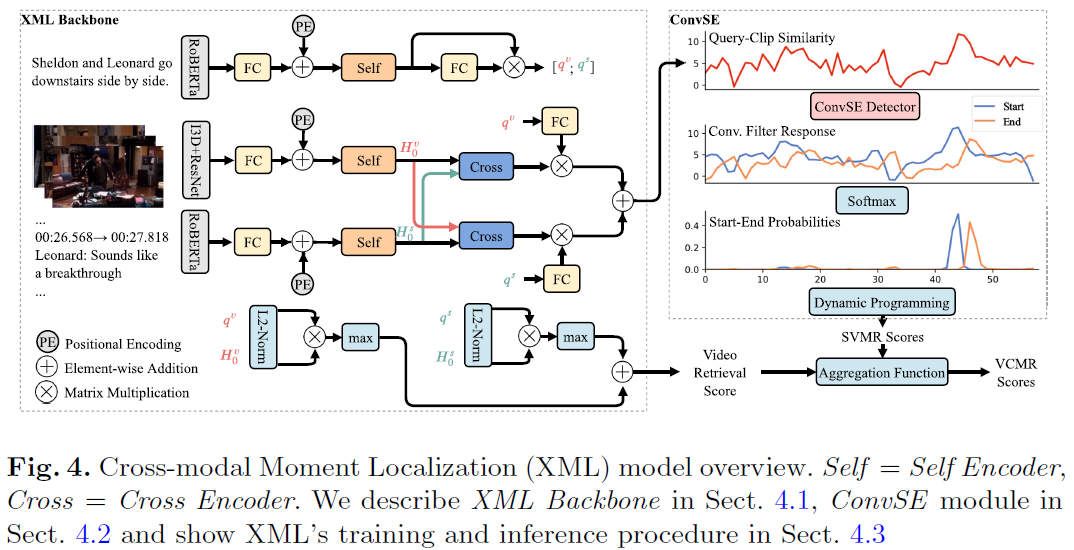 XML Backbone
Sheldon and Leonard go
downstairs side by side.
RoBERTa
FC
PE
Self
FC
[q^v; q^s]
I3D+ResNet
FC
PE
Self
H_0^v
Cross
q^v
FC
...
00:26.568→ 00:27.818
Leonard: Sounds like
a breakthrough
...
RoBERTa
FC
PE
Self
H_0^s
Cross
q^s
FC
q^v
H_0^v
L2-Norm
max
q^s
H_0^s
L2-Norm
max
PE Positional Encoding
Element-wise Addition
Matrix Multiplication
ConvSE
Query-Clip Similarity
10
5
0
ConvSE Detector
Start
End
Conv. Filter Response
10
5
0
Softmax
Start-End Probabilities
0.4
0.2
0.0
0 10 20 30 40 50
Dynamic Programming
SVMR Scores
Video
Retrieval
Score
Aggregation Function
VCMR
Scores
Fig. 4. Cross-modal Moment Localization (XML) model overview. Self = Self Encoder,
Cross = Cross Encoder. We describe XML Backbone in Sect. 4.1, ConvSE module in
Sect. 4.2 and show XML's training and inference procedure in Sect. 4.3